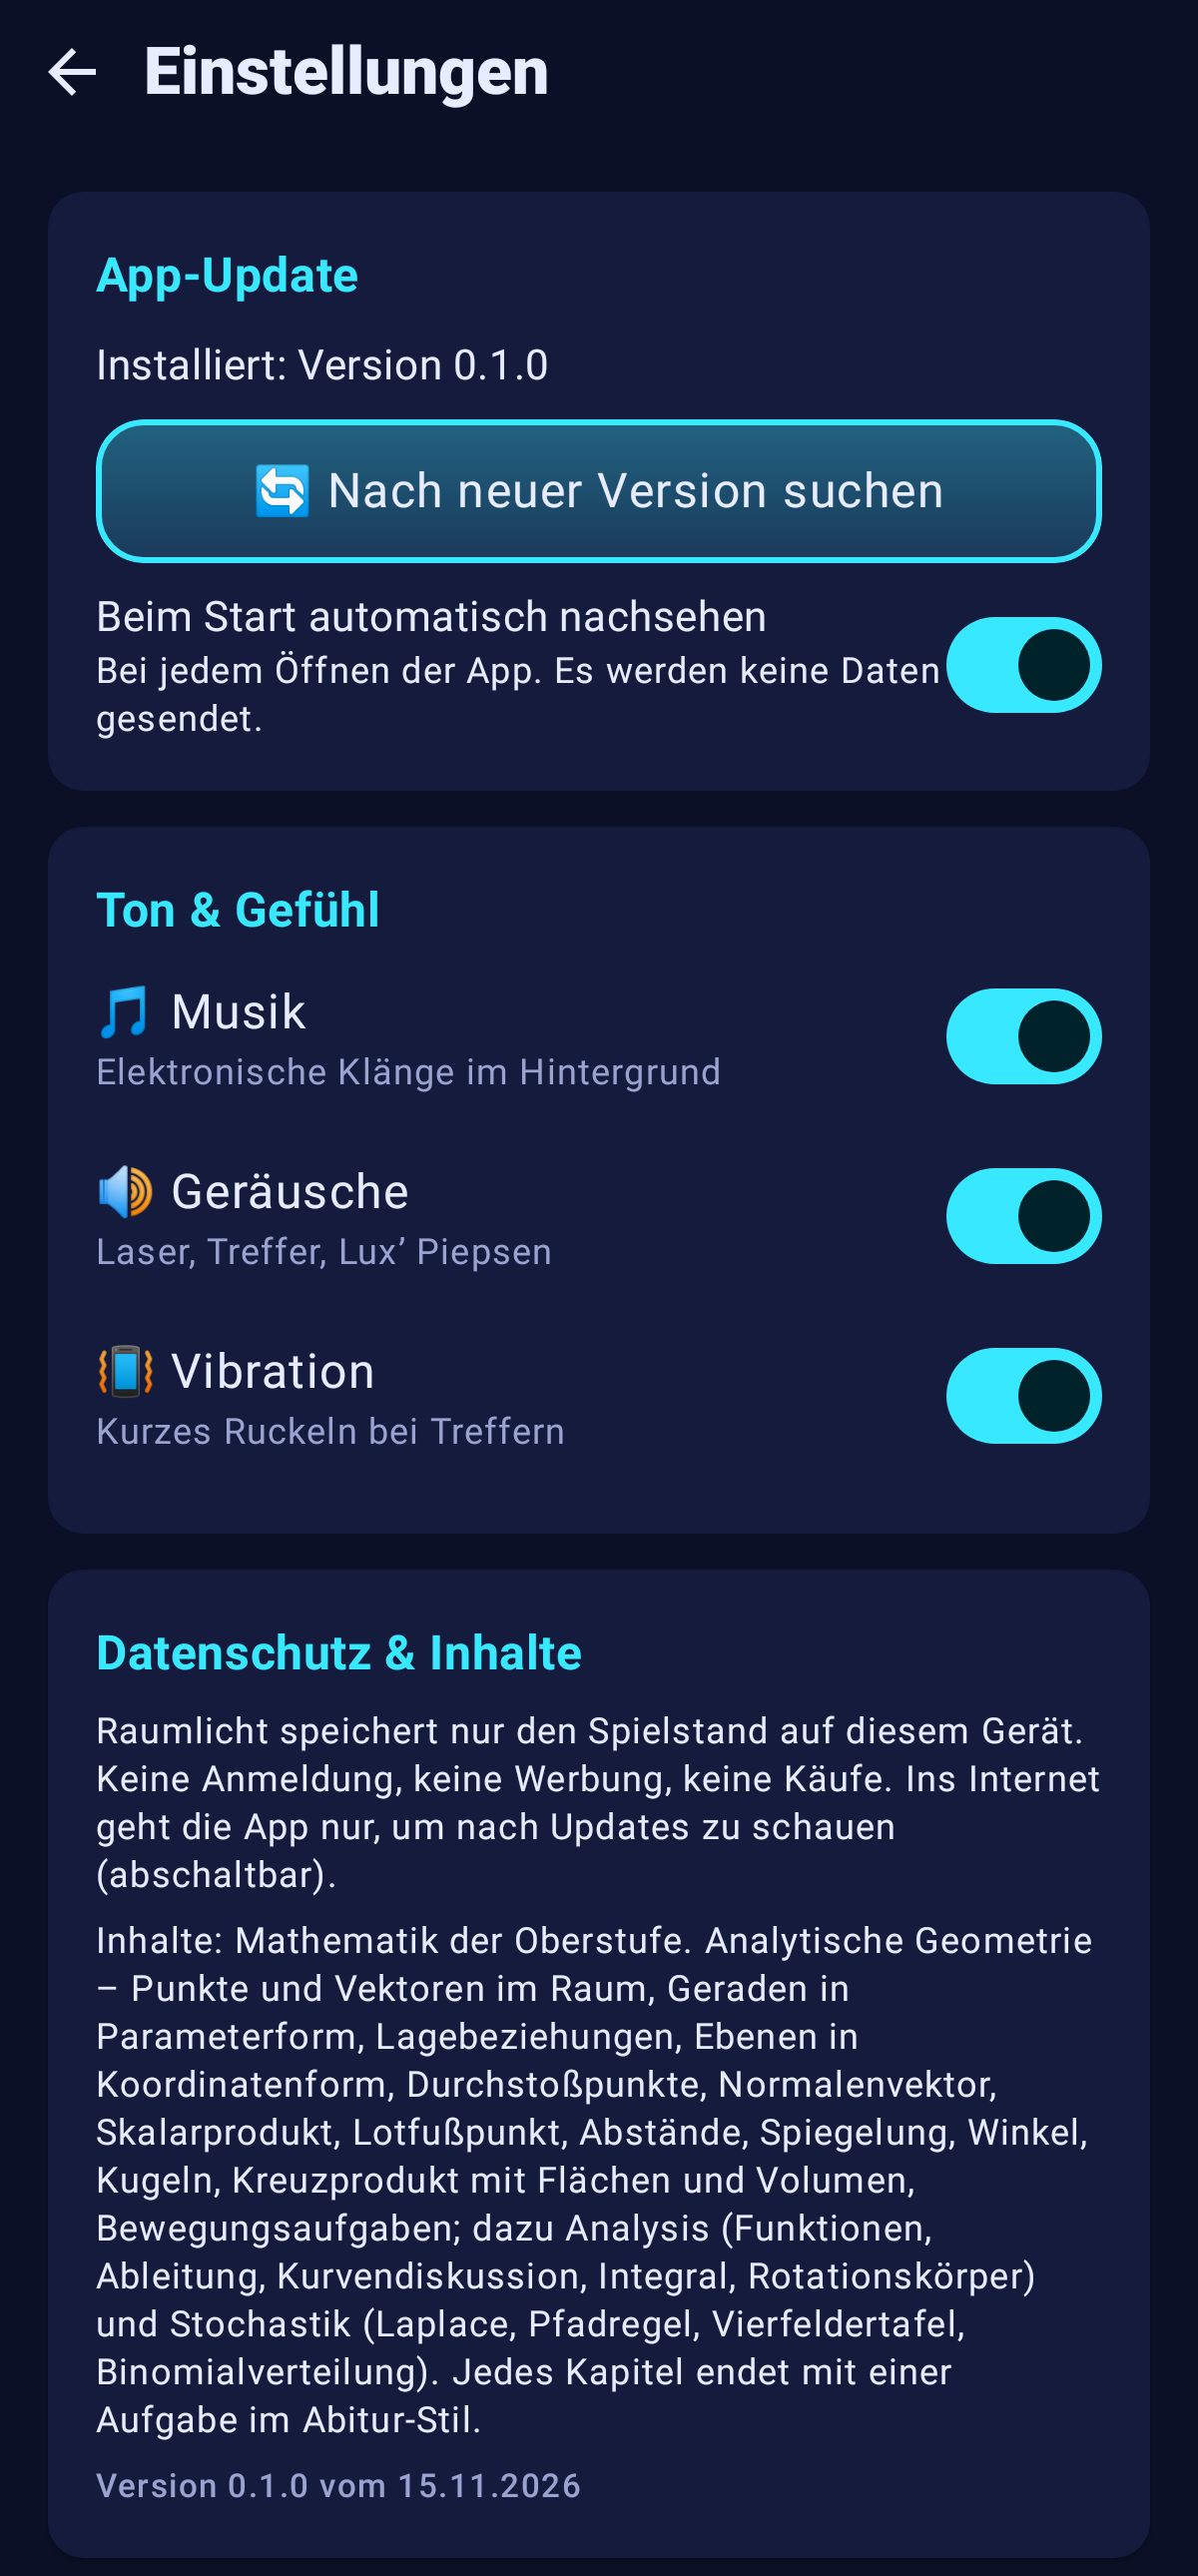 Einstellungen
App-Update
Installiert: Version 0.1.0
Nach neuer Version suchen
Beim Start automatisch nachsehen
Bei jedem Öffnen der App. Es werden keine Daten
gesendet.
Ton & Gefühl
Musik
Elektronische Klänge im Hintergrund
Geräusche
Laser, Treffer, Lux’ Piepsen
Vibration
Kurzes Ruckeln bei Treffern
Datenschutz & Inhalte
Raumlicht speichert nur den Spielstand auf diesem Gerät.
Keine Anmeldung, keine Werbung, keine Käufe. Ins Internet
geht die App nur, um nach Updates zu schauen
(abschaltbar).
Inhalte: Mathematik der Oberstufe. Analytische Geometrie
– Punkte und Vektoren im Raum, Geraden in
Parameterform, Lagebeziehungen, Ebenen in
Koordinatenform, Durchstoßpunkte, Normalenvektor,
Skalarprodukt, Lotfußpunkt, Abstände, Spiegelung, Winkel,
Kugeln, Kreuzprodukt mit Flächen und Volumen,
Bewegungsaufgaben; dazu Analysis (Funktionen,
Ableitung, Kurvendiskussion, Integral, Rotationskörper)
und Stochastik (Laplace, Pfadregel, Vierfeldertafel,
Binomialverteilung). Jedes Kapitel endet mit einer
Aufgabe im Abitur-Stil.
Version 0.1.0 vom 15.11.2026